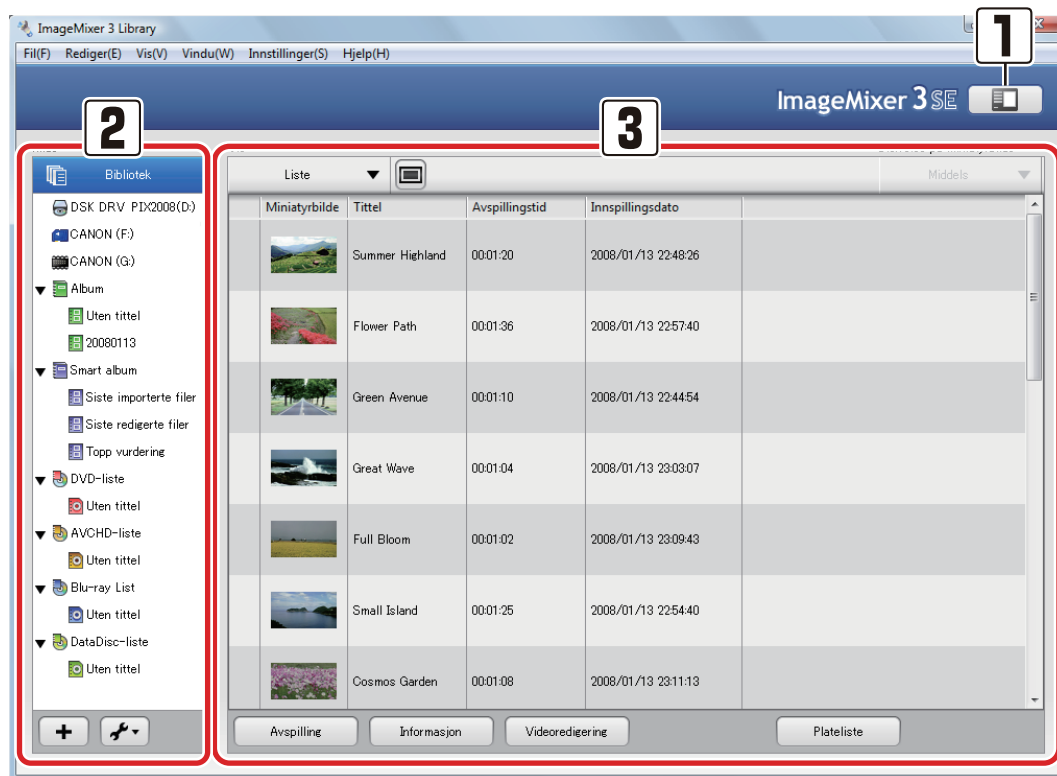 ImageMixer 3 Library
Fil(F) Rediger(E) Vis(V) Vindu(W) Innstillinger(S) Hjelp(H)
1
ImageMixer 3 SE
2
3
Bibliotek
DSK DRV PIX2008(D:)
CANON (F:)
CANON (G:)
Album
Uten tittel
20080113
Smart album
Siste importerte filer
Siste redigerte filer
Topp vurdering
DVD-liste
Uten tittel
AVCHD-liste
Uten tittel
Blu-ray List
Uten tittel
DataDisc-liste
Uten tittel
Liste
Middels
Miniatyrbilde Tittel Avspillingstid Innspillingsdato
Summer Highland 00:01:20 2008/01/13 22:48:26
Flower Path 00:01:36 2008/01/13 22:57:40
Green Avenue 00:01:10 2008/01/13 22:44:54
Great Wave 00:01:04 2008/01/13 23:03:07
Full Bloom 00:01:02 2008/01/13 23:09:43
Small Island 00:01:25 2008/01/13 22:54:40
Cosmos Garden 00:01:08 2008/01/13 23:11:13
Avspilling Informasjon Videoredigering Plateliste